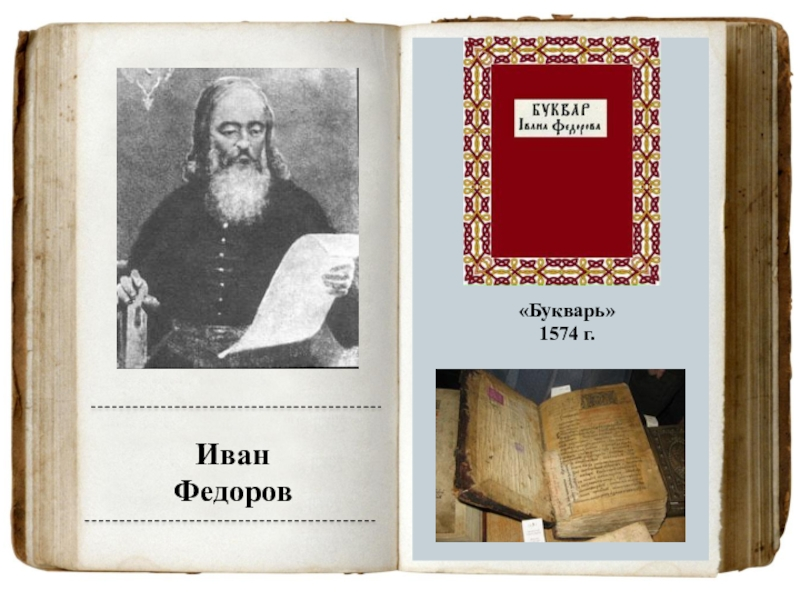 Иван
Федоров
БУКВАР
Івана Федорова
«Букварь»
1574 г.